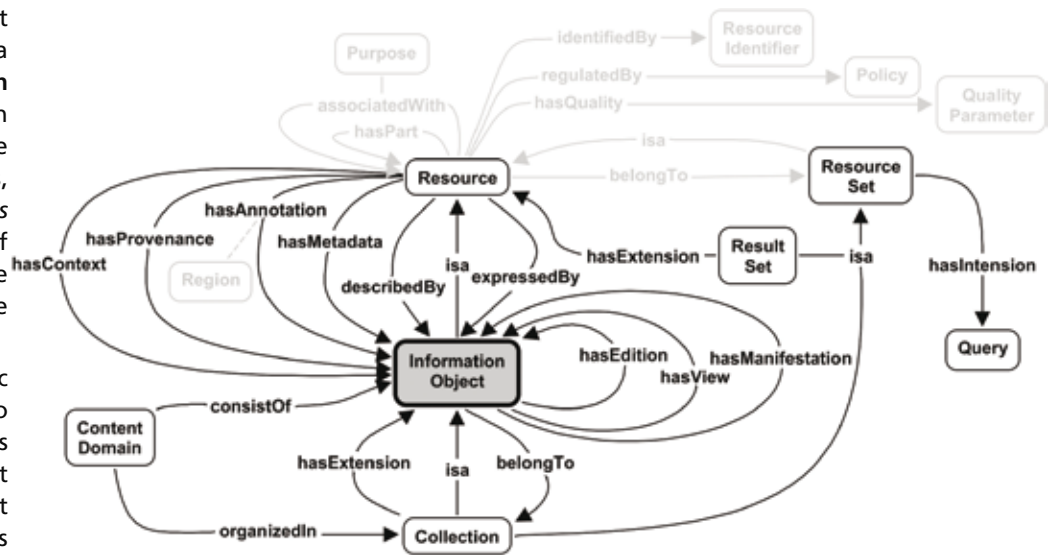 t
a
n
n
e
,
s
f
e
e
c
o
s
t
t
s
Purpose
identifiedBy
Resource
Identifier
regulatedBy
Policy
hasQuality
Quality
Parameter
associatedWith
hasPart
isa
Resource
belongTo
Resource
Set
hasAnnotation
hasProvenance
hasMetadata
hasContext
Region
describedBy
isa
expressedBy
hasExtension
Result
Set
isa
hasIntension
Query
Information
Object
hasEdition
hasView
hasManifestation
consistOf
Content
Domain
hasExtension
isa
belongTo
organizedIn
Collection